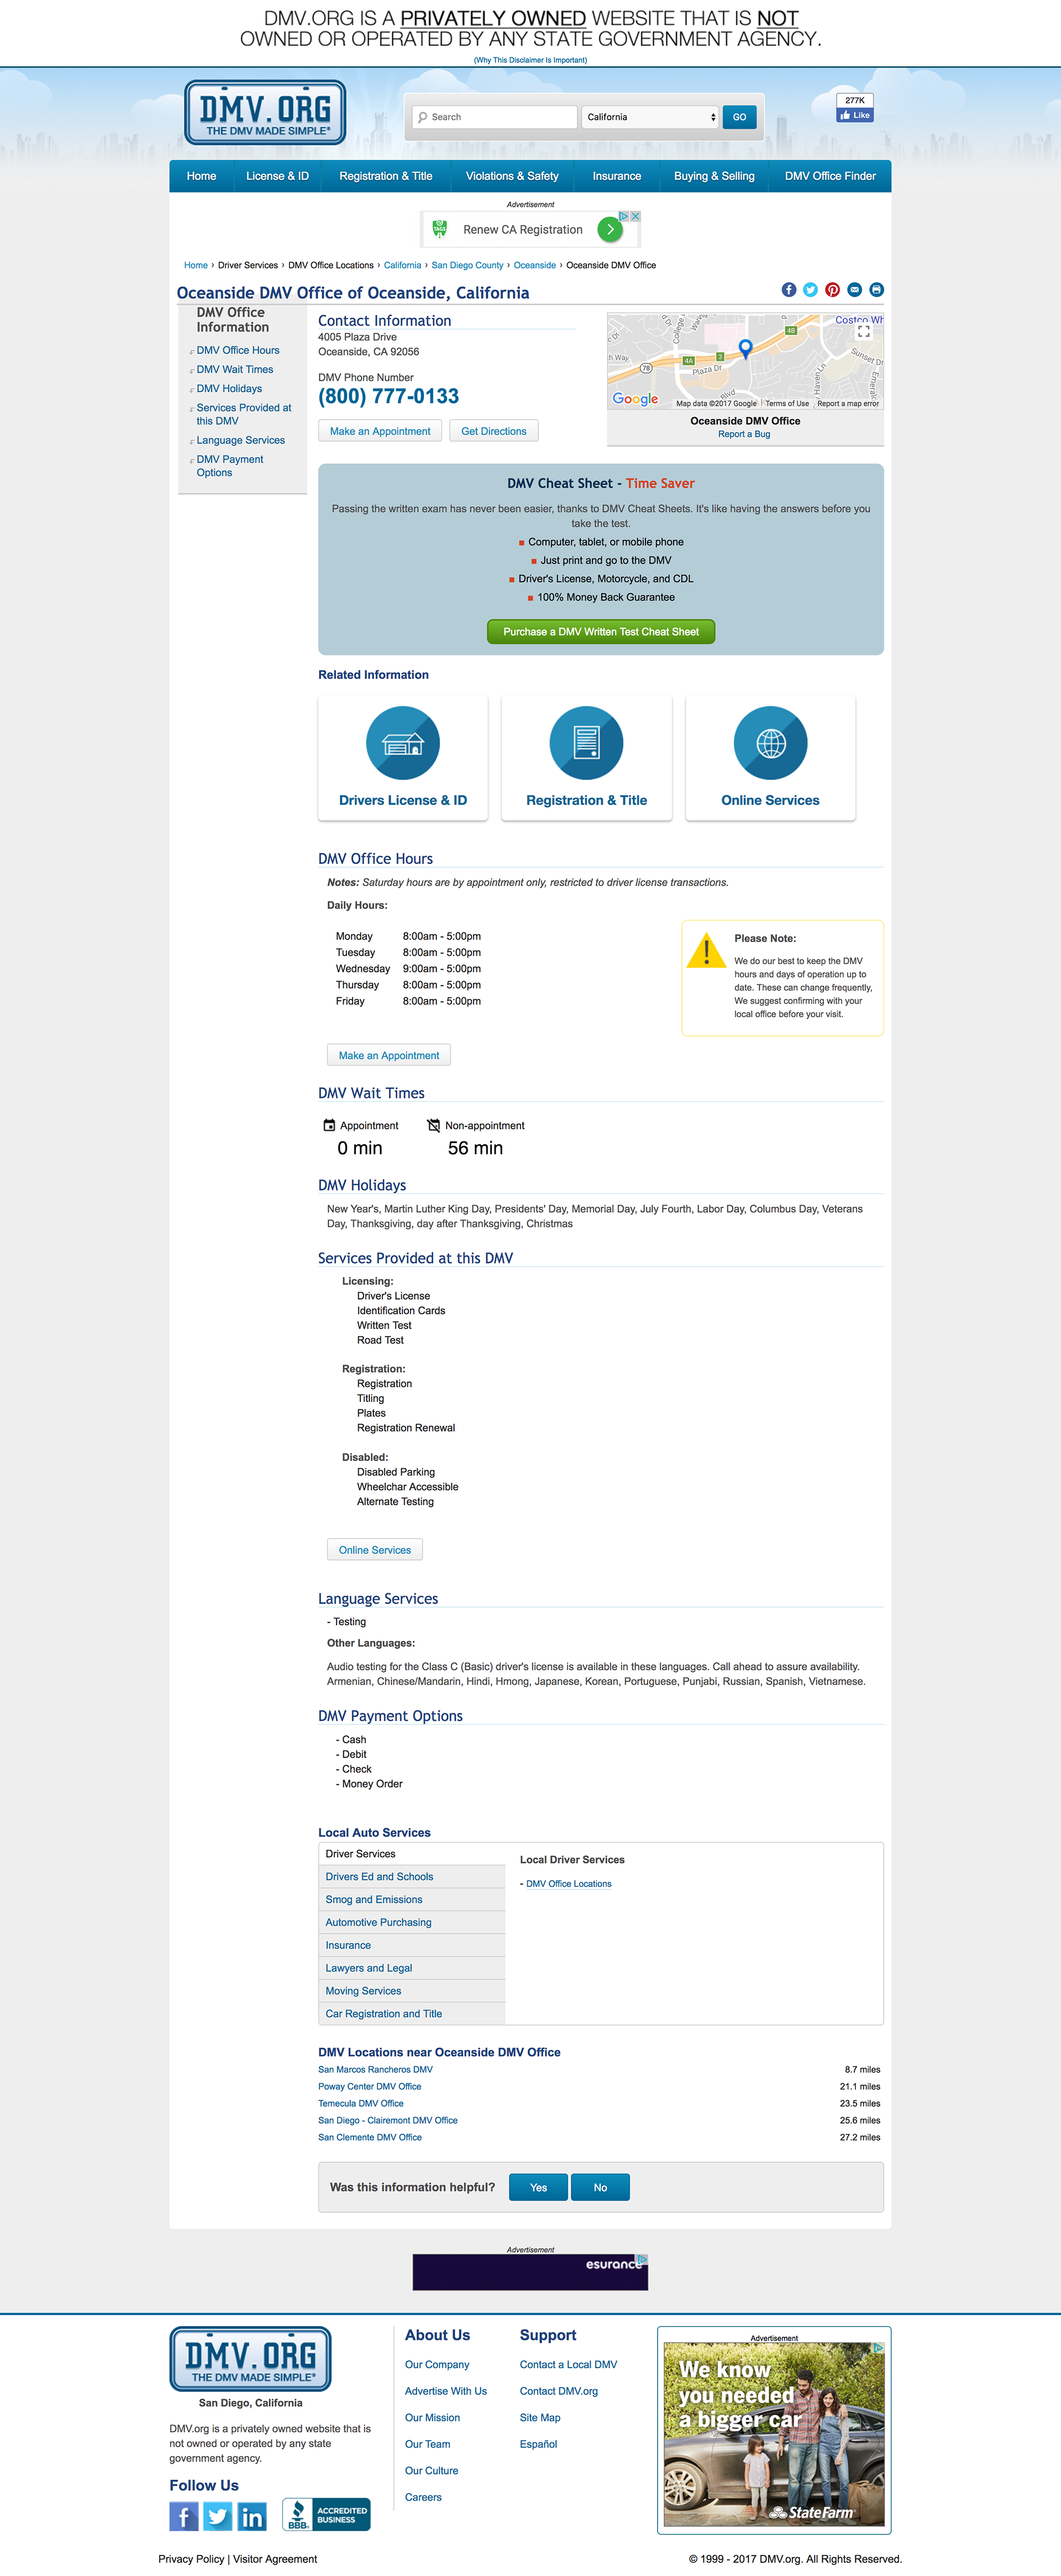 DMV.ORG IS A PRIVATELY OWNED WEBSITE THAT IS NOT
OWNED OR OPERATED BY ANY STATE GOVERNMENT AGENCY.
(Why This Disclaimer Is Important)
DMV.ORG
THE DMV MADE SIMPLE®
Search
California
GO
277K
Like
Home
License & ID
Registration & Title
Violations & Safety
Insurance
Buying & Selling
DMV Office Finder
Advertisement
TAGS
Renew CA Registration
Home › Driver Services › DMV Office Locations › California › San Diego County › Oceanside › Oceanside DMV Office
Oceanside DMV Office of Oceanside, California
DMV Office
Information
DMV Office Hours
DMV Wait Times
DMV Holidays
Services Provided at
this DMV
Language Services
DMV Payment
Options
Contact Information
4005 Plaza Drive
Oceanside, CA 92056
DMV Phone Number
(800) 777-0133
Make an Appointment
Get Directions
Costco Wh
College
4B
Sunset Dr
3
4A
Plaza Dr
78
Haven Ln
Emeral
Google
Map data ©2017 Google
Terms of Use
Report a map error
Oceanside DMV Office
Report a Bug
DMV Cheat Sheet - Time Saver
Passing the written exam has never been easier, thanks to DMV Cheat Sheets. It's like having the answers before you
take the test.
Computer, tablet, or mobile phone
Just print and go to the DMV
Driver's License, Motorcycle, and CDL
100% Money Back Guarantee
Purchase a DMV Written Test Cheat Sheet
Related Information
Drivers License & ID
Registration & Title
Online Services
DMV Office Hours
Notes: Saturday hours are by appointment only, restricted to driver license transactions.
Daily Hours:
Monday 8:00am - 5:00pm
Tuesday 8:00am - 5:00pm
Wednesday 9:00am - 5:00pm
Thursday 8:00am - 5:00pm
Friday 8:00am - 5:00pm
Please Note:
We do our best to keep the DMV
hours and days of operation up to
date. These can change frequently,
We suggest confirming with your
local office before your visit.
Make an Appointment
DMV Wait Times
Appointment
Non-appointment
0 min
56 min
DMV Holidays
New Year's, Martin Luther King Day, Presidents' Day, Memorial Day, July Fourth, Labor Day, Columbus Day, Veterans
Day, Thanksgiving, day after Thanksgiving, Christmas
Services Provided at this DMV
Licensing:
Driver's License
Identification Cards
Written Test
Road Test
Registration:
Registration
Titling
Plates
Registration Renewal
Disabled:
Disabled Parking
Wheelchar Accessible
Alternate Testing
Online Services
Language Services
- Testing
Other Languages:
Audio testing for the Class C (Basic) driver's license is available in these languages. Call ahead to assure availability.
Armenian, Chinese/Mandarin, Hindi, Hmong, Japanese, Korean, Portuguese, Punjabi, Russian, Spanish, Vietnamese.
DMV Payment Options
- Cash
- Debit
- Check
- Money Order
Local Auto Services
Driver Services
Drivers Ed and Schools
Smog and Emissions
Automotive Purchasing
Insurance
Lawyers and Legal
Moving Services
Car Registration and Title
Local Driver Services
- DMV Office Locations
DMV Locations near Oceanside DMV Office
San Marcos Rancheros DMV 8.7 miles
Poway Center DMV Office 21.1 miles
Temecula DMV Office 23.5 miles
San Diego - Clairemont DMV Office 25.6 miles
San Clemente DMV Office 27.2 miles
Was this information helpful?
Yes
No
Advertisement
esurance
DMV.ORG
THE DMV MADE SIMPLE®
San Diego, California
DMV.org is a privately owned website that is
not owned or operated by any state
government agency.
Follow Us
BBB
ACCREDITED
BUSINESS
About Us
Our Company
Advertise With Us
Our Mission
Our Team
Our Culture
Careers
Support
Contact a Local DMV
Contact DMV.org
Site Map
Español
Advertisement
We know
you needed
a bigger car
StateFarm
Privacy Policy | Visitor Agreement
© 1999 - 2017 DMV.org. All Rights Reserved.